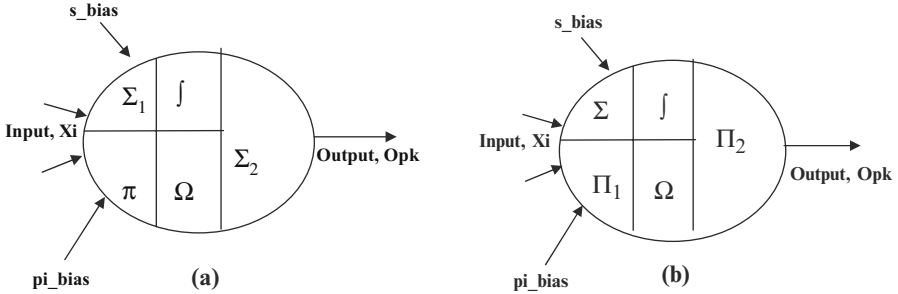 s_bias
Σ₁ ∫
Input, Xi
Σ₂
Output, Opk
π Ω
pi_bias
(a)
s_bias
Σ ∫
Input, Xi
Π₂
Output, Opk
Π₁ Ω
pi_bias
(b)